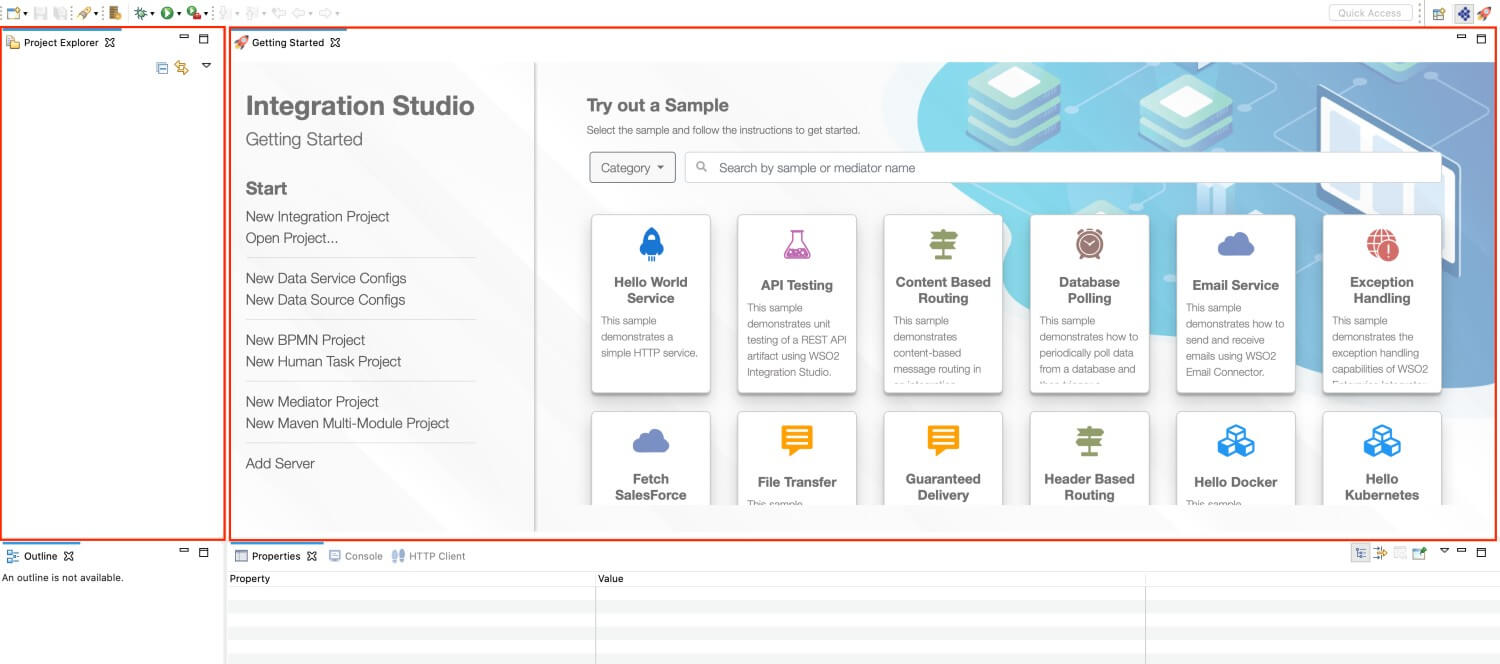 Quick Access
Project Explorer
Getting Started
Integration Studio
Getting Started
Start
New Integration Project
Open Project...
New Data Service Configs
New Data Source Configs
New BPMN Project
New Human Task Project
New Mediator Project
New Maven Multi-Module Project
Add Server
Try out a Sample
Select the sample and follow the instructions to get started.
Category
Search by sample or mediator name
Hello World
Service
This sample
demonstrates a
simple HTTP service.
API Testing
This sample
demonstrates unit
testing of a REST API
artifact using WSO2
Integration Studio.
Content Based
Routing
This sample
demonstrates
content-based
message routing in
an integration
Database
Polling
This sample
demonstrates how to
periodically poll data
from a database and
Email Service
This sample
demonstrates how to
send and receive
emails using WSO2
Email Connector.
Exception
Handling
This sample
demonstrates the
exception handling
capabilities of WSO2
Enterprise Integrator
Fetch
SalesForce
File Transfer
This sample
Guaranteed
Delivery
Header Based
Routing
Hello Docker
This sample
Hello
Kubernetes
Outline
An outline is not available.
Properties
Console
HTTP Client
Property
Value